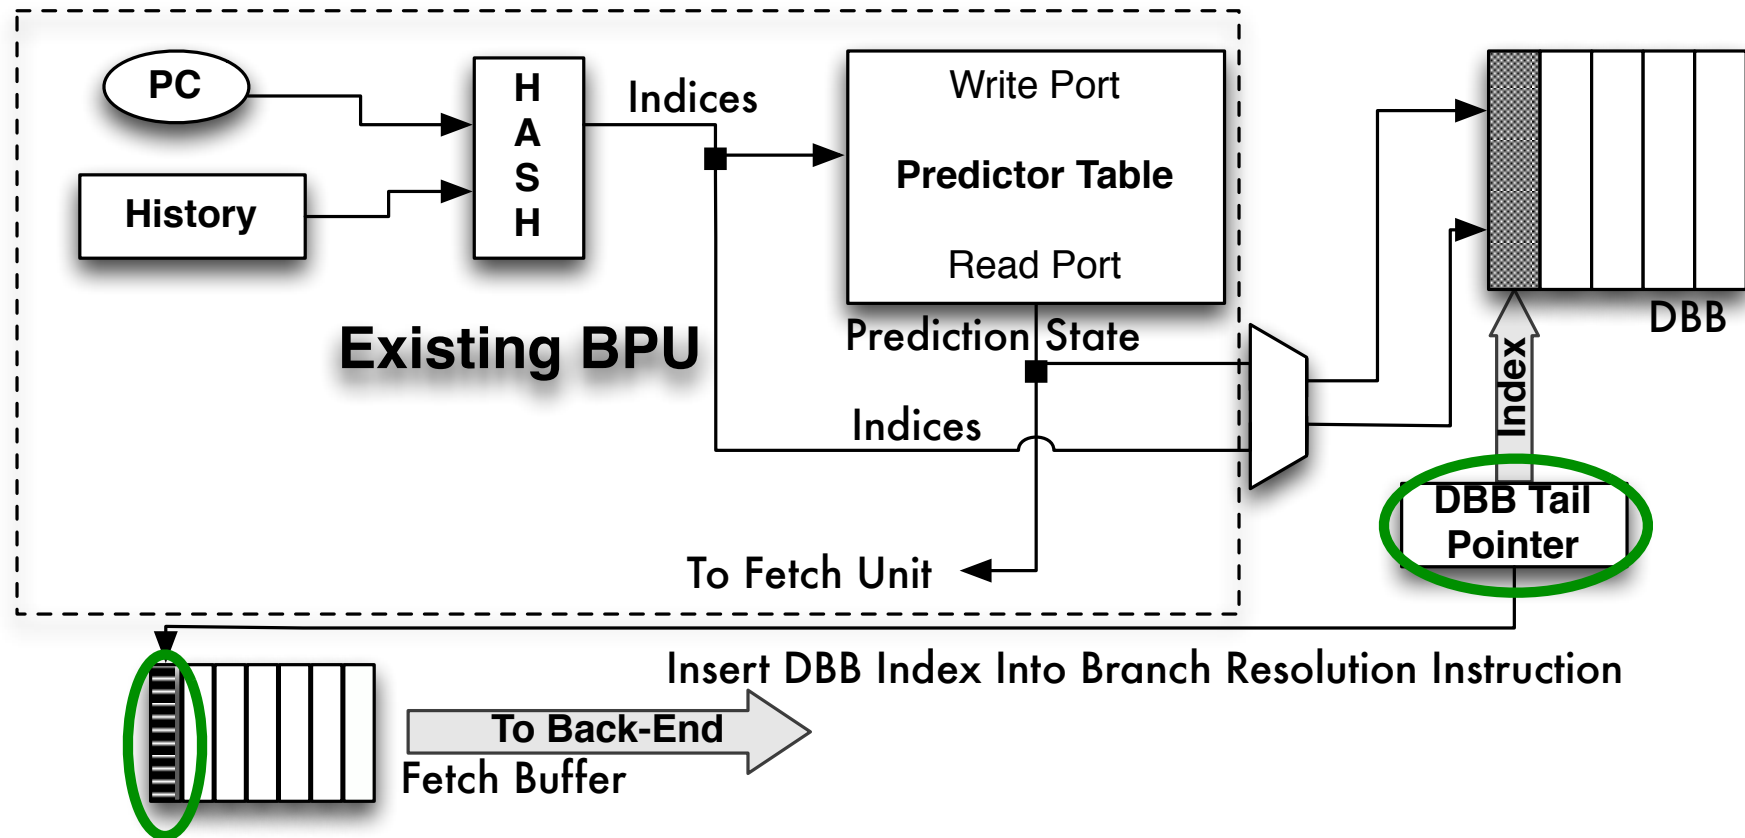 PC
History
H
A
S
H
Indices
Write Port
Predictor Table
Read Port
Prediction State
Existing BPU
Indices
To Fetch Unit
DBB
Index
DBB Tail
Pointer
Insert DBB Index Into Branch Resolution Instruction
To Back-End
Fetch Buffer